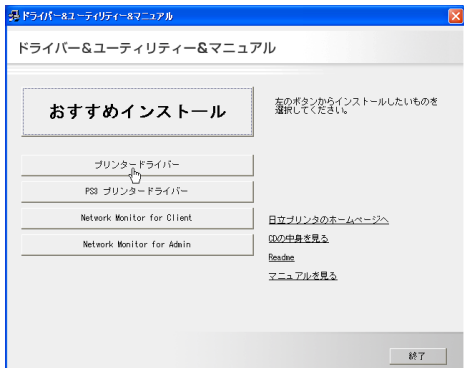 ドライバー&ユーティリティー&マニュアル
ドライバー&ユーティリティー&マニュアル
おすすめインストール
左のボタンからインストールしたいものを
選択してください。
プリンタードライバー
PS3 プリンタードライバー
Network Monitor for Client
Network Monitor for Admin
日立プリンタのホームページへ
CDの中身を見る
Readme
マニュアルを見る
終了